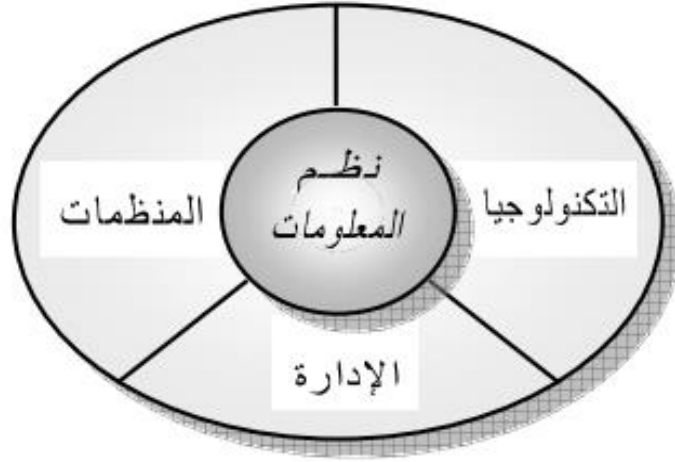 نظم
المعلومات
التكنولوجيا
المنظمات
الإدارة